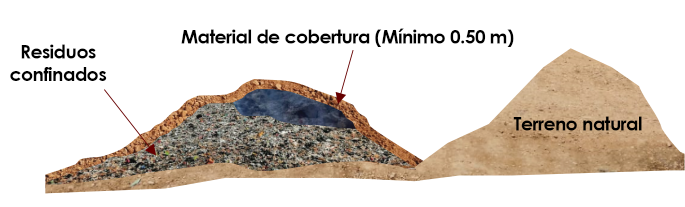 Material de cobertura (Mínimo 0.50 m)
Residuos
confinados
Terreno natural